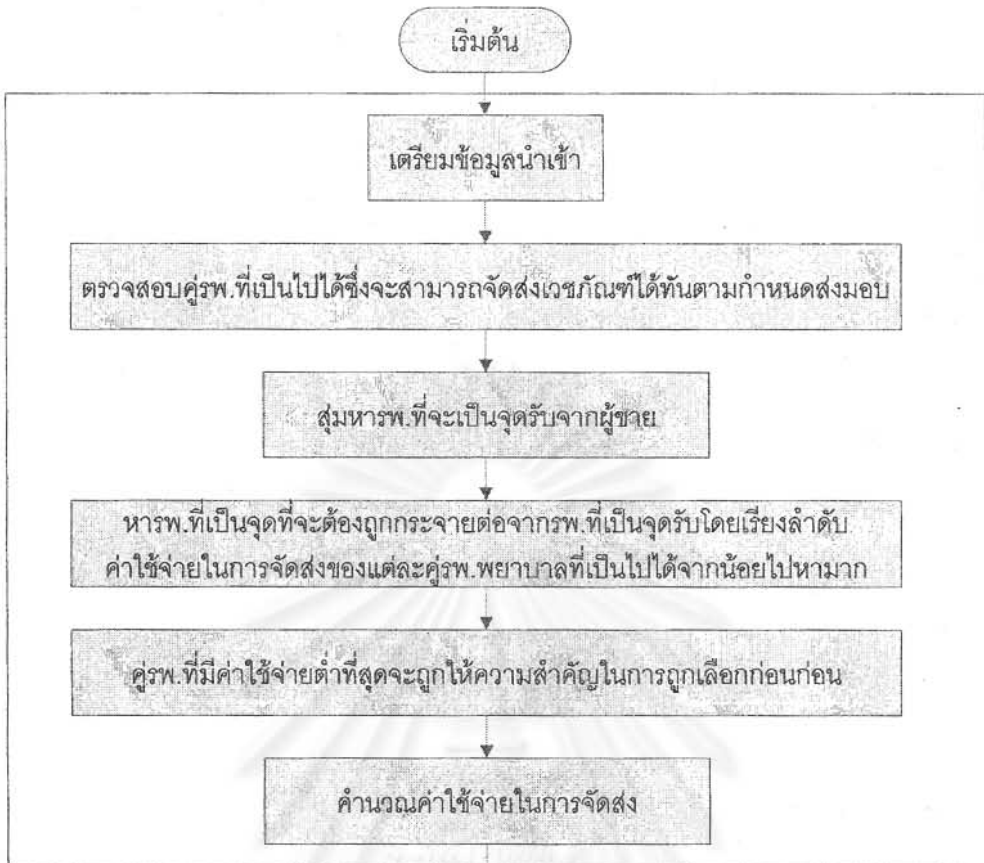 เริ่มต้น
เตรียมข้อมูลนำเข้า
ตรวจสอบคู่รพ.ที่เป็นไปได้ซึ่งจะสามารถจัดส่งเวชภัณฑ์ได้ทันตามกำหนดส่งมอบ
สุ่มหารพ.ที่จะเป็นจุดรับจากผู้ขาย
หารพ.ที่เป็นจุดที่จะต้องถูกกระจายต่อจากรพ.ที่เป็นจุดรับโดยเรียงลำดับ
ค่าใช้จ่ายในการจัดส่งของแต่ละคู่รพ.พยาบาลที่เป็นไปได้จากน้อยไปหามาก
คู่รพ.ที่มีค่าใช้จ่ายต่ำที่สุดจะถูกให้ความสำคัญในการถูกเลือกก่อนก่อน
คำนวณค่าใช้จ่ายในการจัดส่ง